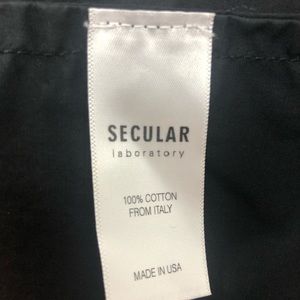 SECULAR
laboratory
100% COTTON
FROM ITALY
MADE IN USA